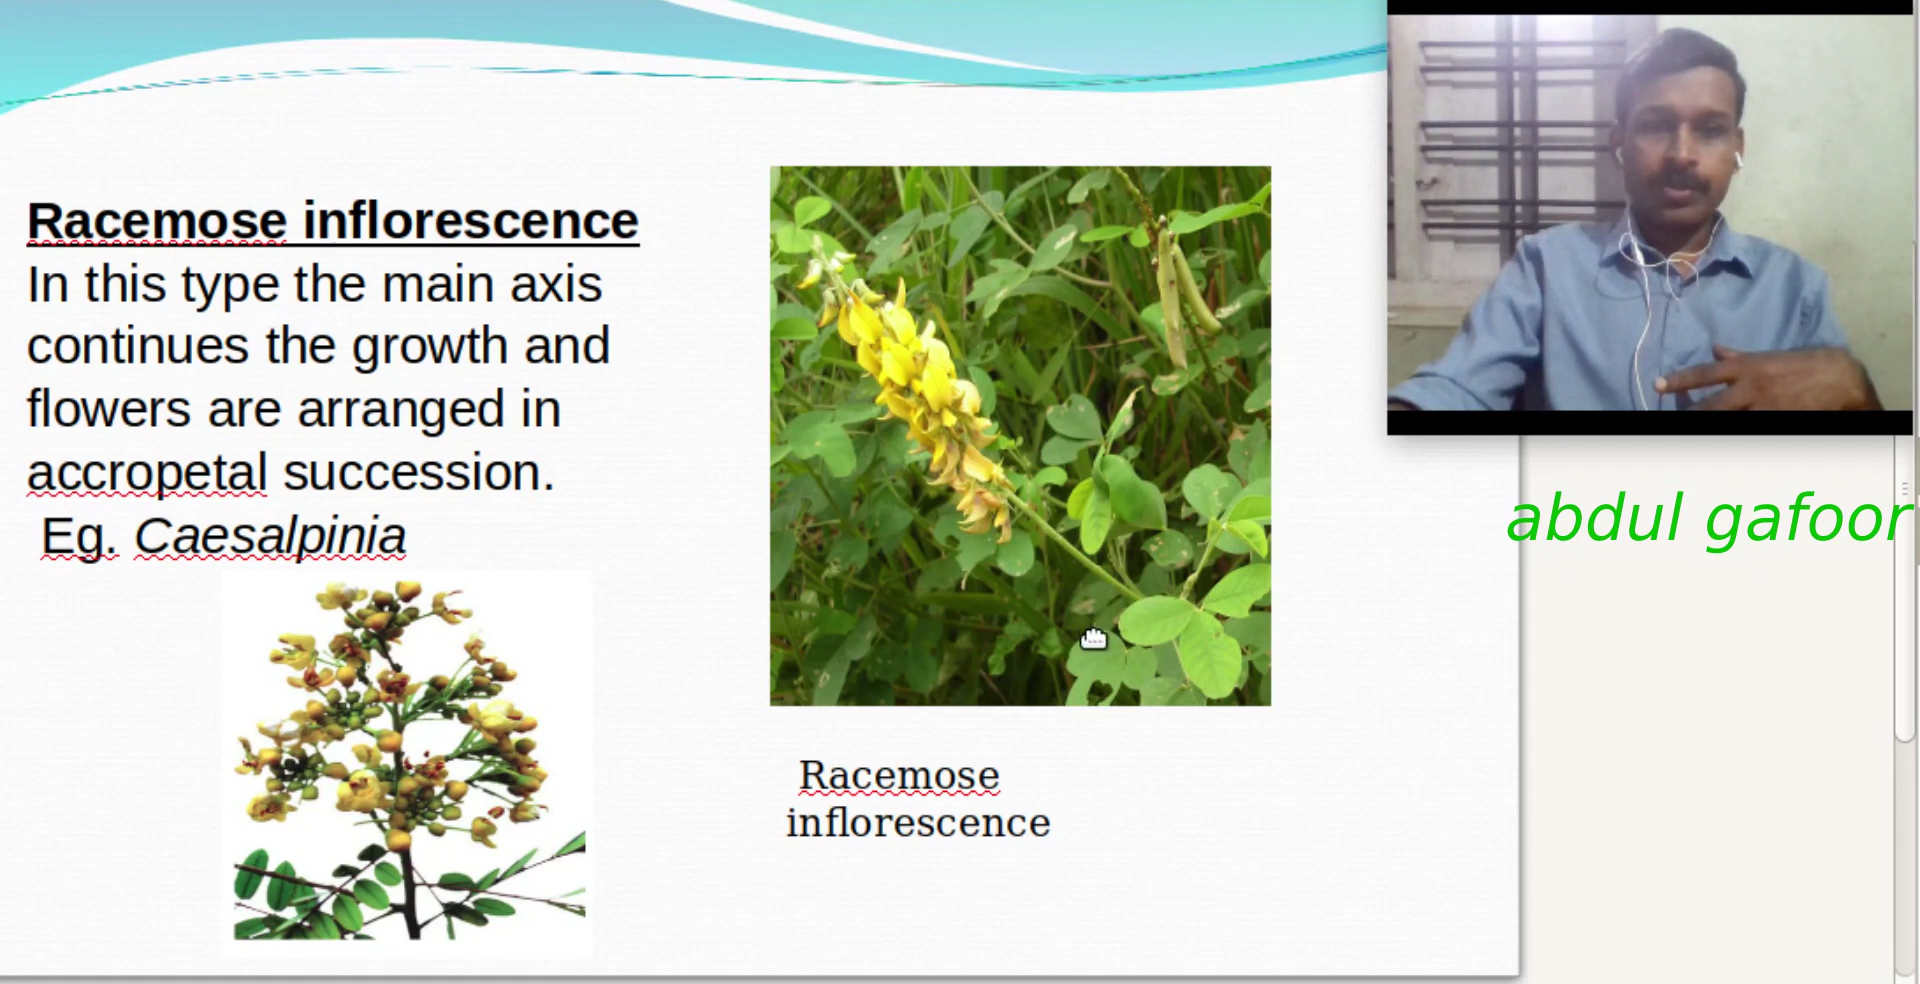 Racemose inflorescence
In this type the main axis
continues the growth and
flowers are arranged in
accropetal succession.
Eg. Caesalpinia
Racemose
inflorescence
abdul gafoor